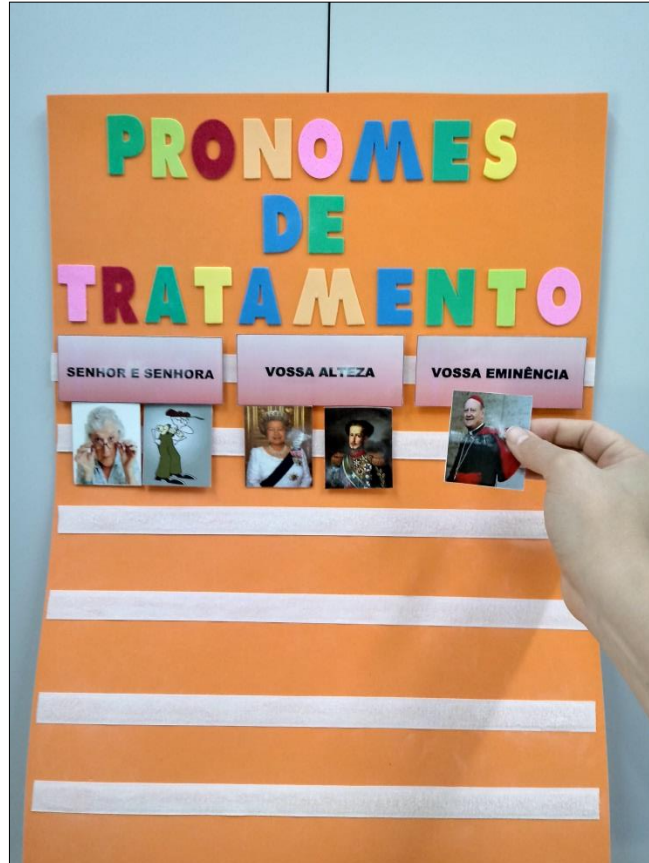 PRONOMES
DE
TRATAMENTO
SENHOR E SENHORA
VOSSA ALTEZA
VOSSA EMINÊNCIA